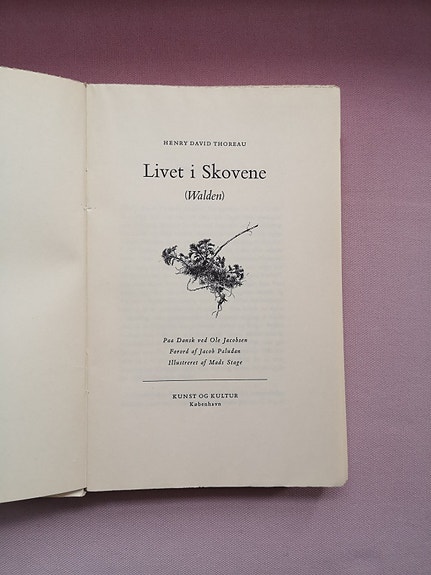 HENRY DAVID THOREAU
Livet i Skovene
(Walden)
Paa Dansk ved Ole Jacobsen
Forord af Jacob Paludan
Illustreret af Mads Stage
KUNST OG KULTUR
København